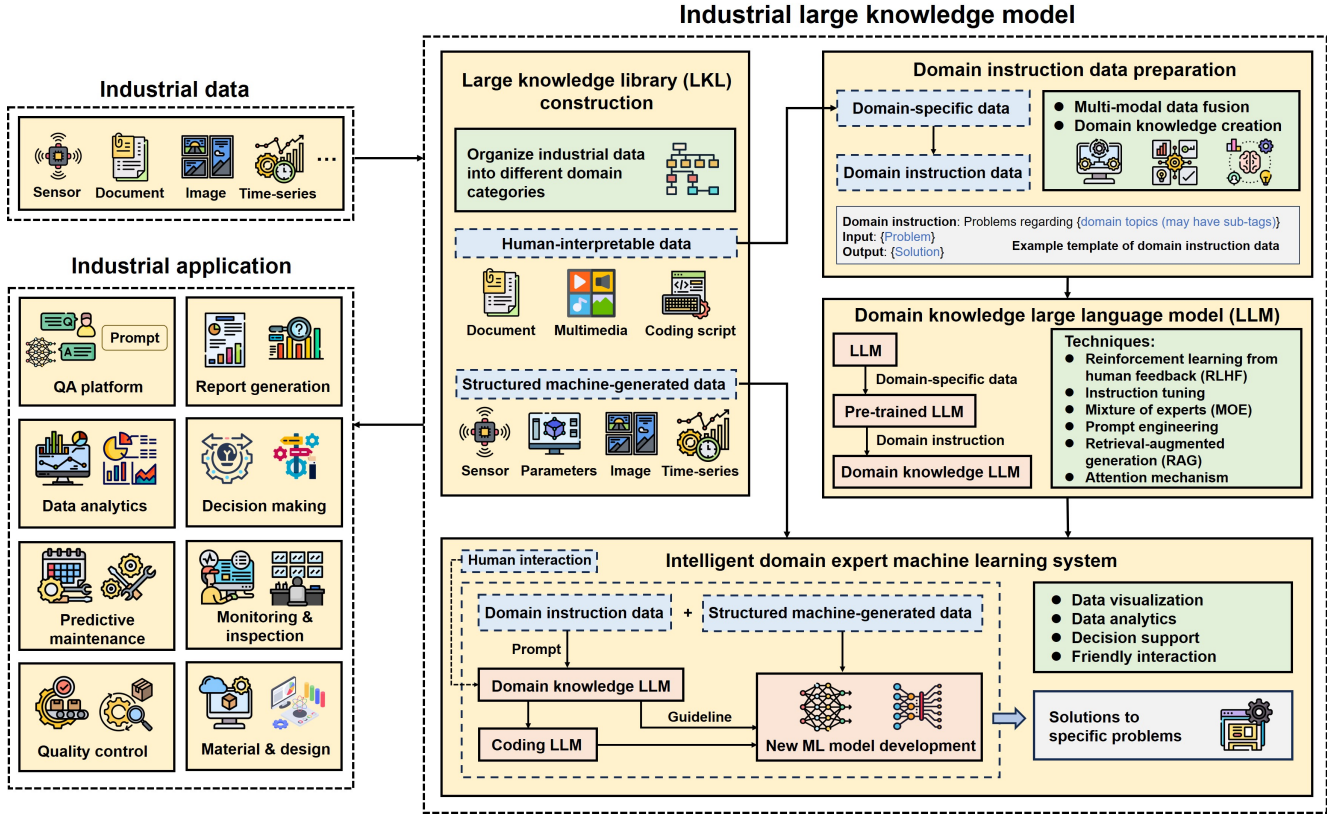 Industrial large knowledge model
Industrial data
Sensor
Document
Image
Time-series
...
Industrial application
Q
A
Prompt
QA platform
Report generation
Data analytics
Decision making
Predictive
maintenance
Monitoring &
inspection
Quality control
Material & design
Large knowledge library (LKL)
construction
Organize industrial data
into different domain
categories
Human-interpretable data
Document
Multimedia
Coding script
Structured machine-generated data
Sensor
Parameters
Image
Time-series
Domain instruction data preparation
Domain-specific data
Domain instruction data
● Multi-modal data fusion
● Domain knowledge creation
Domain instruction: Problems regarding {domain topics (may have sub-tags)}
Input: {Problem}
Output: {Solution}
Example template of domain instruction data
Domain knowledge large language model (LLM)
LLM
Domain-specific data
Pre-trained LLM
Domain instruction
Domain knowledge LLM
Techniques:
● Reinforcement learning from
human feedback (RLHF)
● Instruction tuning
● Mixture of experts (MOE)
● Prompt engineering
● Retrieval-augmented
generation (RAG)
● Attention mechanism
Intelligent domain expert machine learning system
Human interaction
Domain instruction data + Structured machine-generated data
Prompt
Domain knowledge LLM
Guideline
Coding LLM
New ML model development
● Data visualization
● Data analytics
● Decision support
● Friendly interaction
Solutions to
specific problems